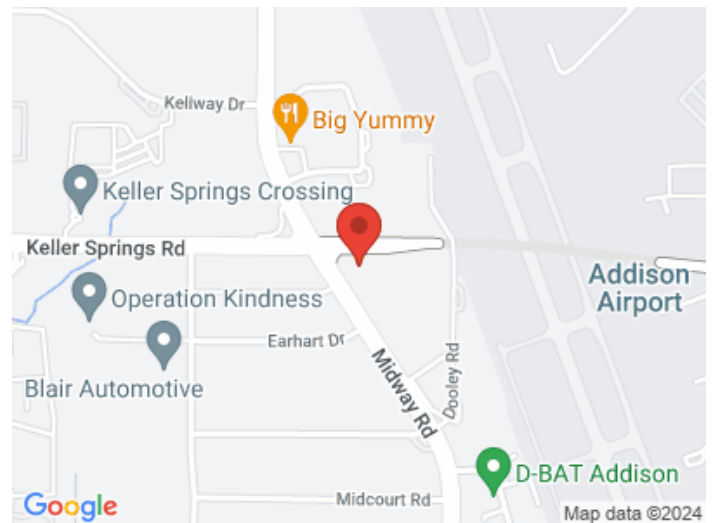 Kellway Dr
Big Yummy
Keller Springs Crossing
Keller Springs Rd
Addison
Airport
Operation Kindness
Earhart Dr
Blair Automotive
Midway Rd
Dooley Rd
D-BAT Addison
Midcourt Rd
Google
Map data ©2024